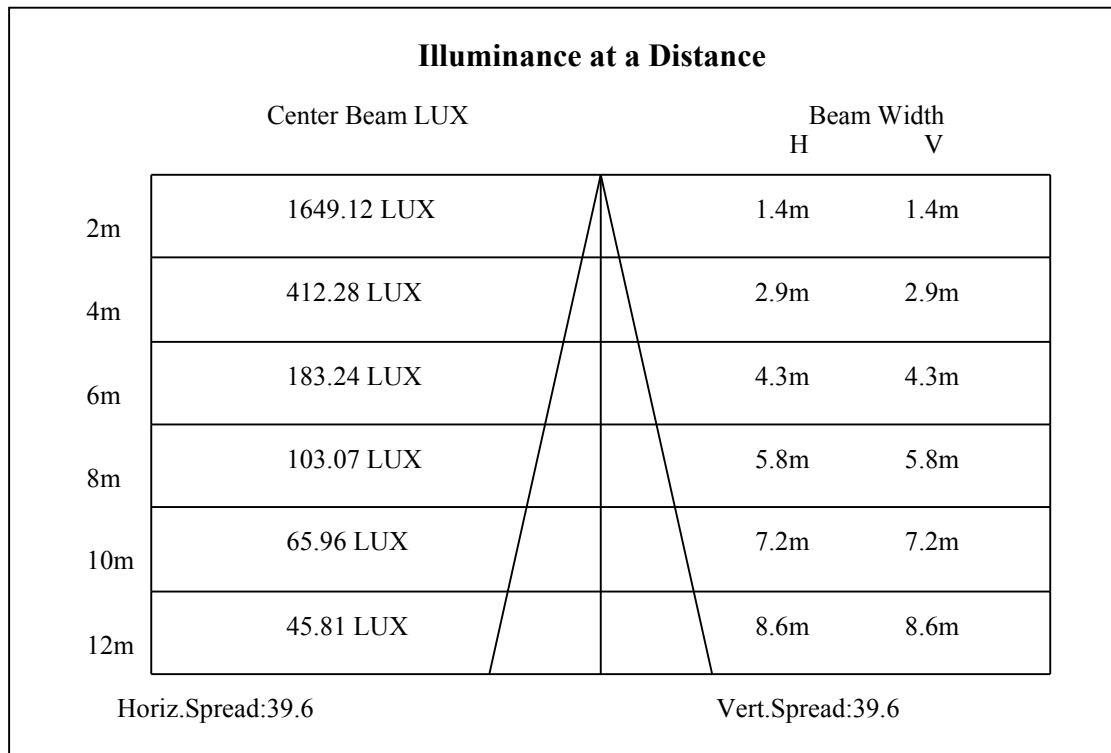 Illuminance at a Distance
Center Beam LUX Beam Width
H V
2m 1649.12 LUX 1.4m 1.4m
4m 412.28 LUX 2.9m 2.9m
6m 183.24 LUX 4.3m 4.3m
8m 103.07 LUX 5.8m 5.8m
10m 65.96 LUX 7.2m 7.2m
12m 45.81 LUX 8.6m 8.6m
Horiz.Spread:39.6 Vert.Spread:39.6